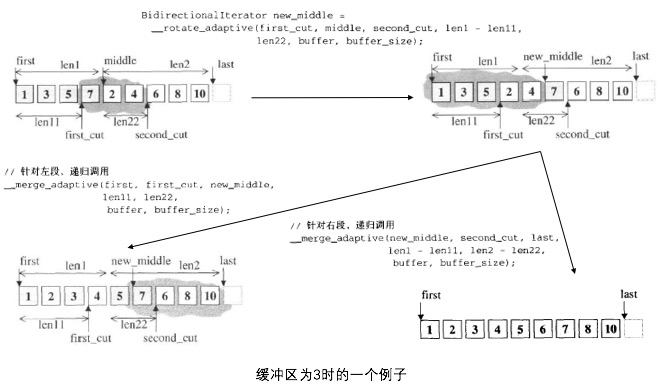 BidirectionalIterator new_middle =
__rotate_adaptive(first_cut, middle, second_cut, len1 - len11,
len22, buffer, buffer_size);
first middle last
len1 len2
1 3 5 7 2 4 6 8 10
len11 len22
first_cut second_cut
first new_middle last
len1 len2
1 3 5 2 4 7 6 8 10
len11 len22
first_cut second_cut
// 针对左段、递归调用
__merge_adaptive(first, first_cut, new_middle,
len11, len22,
buffer, buffer_size);
// 针对右段、递归调用
__merge_adaptive(new_middle, second_cut, last,
len1 - len11, len2 - len22,
buffer, buffer_size);
first new_middle last
len1 len2
1 2 3 4 5 7 6 8 10
len11 len22
first_cut second_cut
first last
1 2 3 4 5 6 7 8 10
缓冲区为3时的一个例子